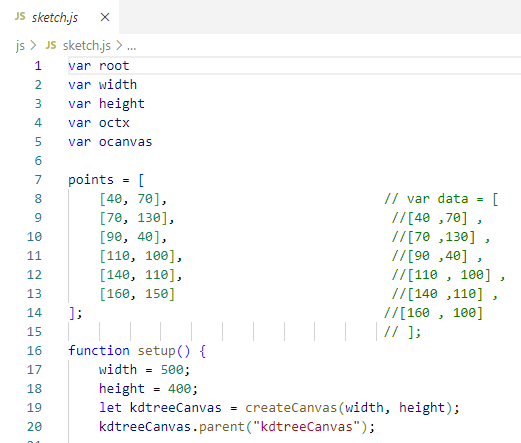 JS sketch.js ×
js > JS sketch.js > ...
1 var root
2 var width
3 var height
4 var octx
5 var ocanvas
6
7 points = [
8 [40, 70], // var data = [
9 [70, 130], //[40 ,70] ,
10 [90, 40], //[70 ,130] ,
11 [110, 100], //[90 ,40] ,
12 [140, 110], //[110 , 100] ,
13 [160, 150] //[140 ,110] ,
14 ]; //[160 , 100]
15 // ];
16 function setup() {
17 width = 500;
18 height = 400;
19 let kdtreeCanvas = createCanvas(width, height);
20 kdtreeCanvas.parent("kdtreeCanvas");